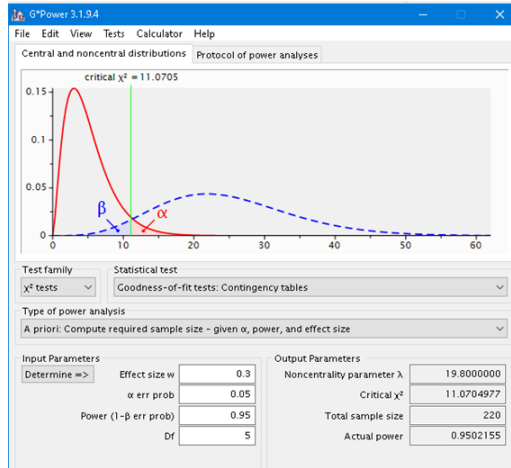 G*Power 3.1.9.4
File Edit View Tests Calculator Help
Central and noncentral distributions Protocol of power analyses
critical χ² = 11.0705
0.15
0.1
0.05
0
β
α
0 10 20 30 40 50 60
Test family Statistical test
χ² tests Goodness-of-fit tests: Contingency tables
Type of power analysis
A priori: Compute required sample size – given α, power, and effect size
Input Parameters Output Parameters
Determine => Effect size w 0.3 Noncentrality parameter λ 19.8000000
α err prob 0.05 Critical χ² 11.0704977
Power (1-β err prob) 0.95 Total sample size 220
Df 5 Actual power 0.9502155